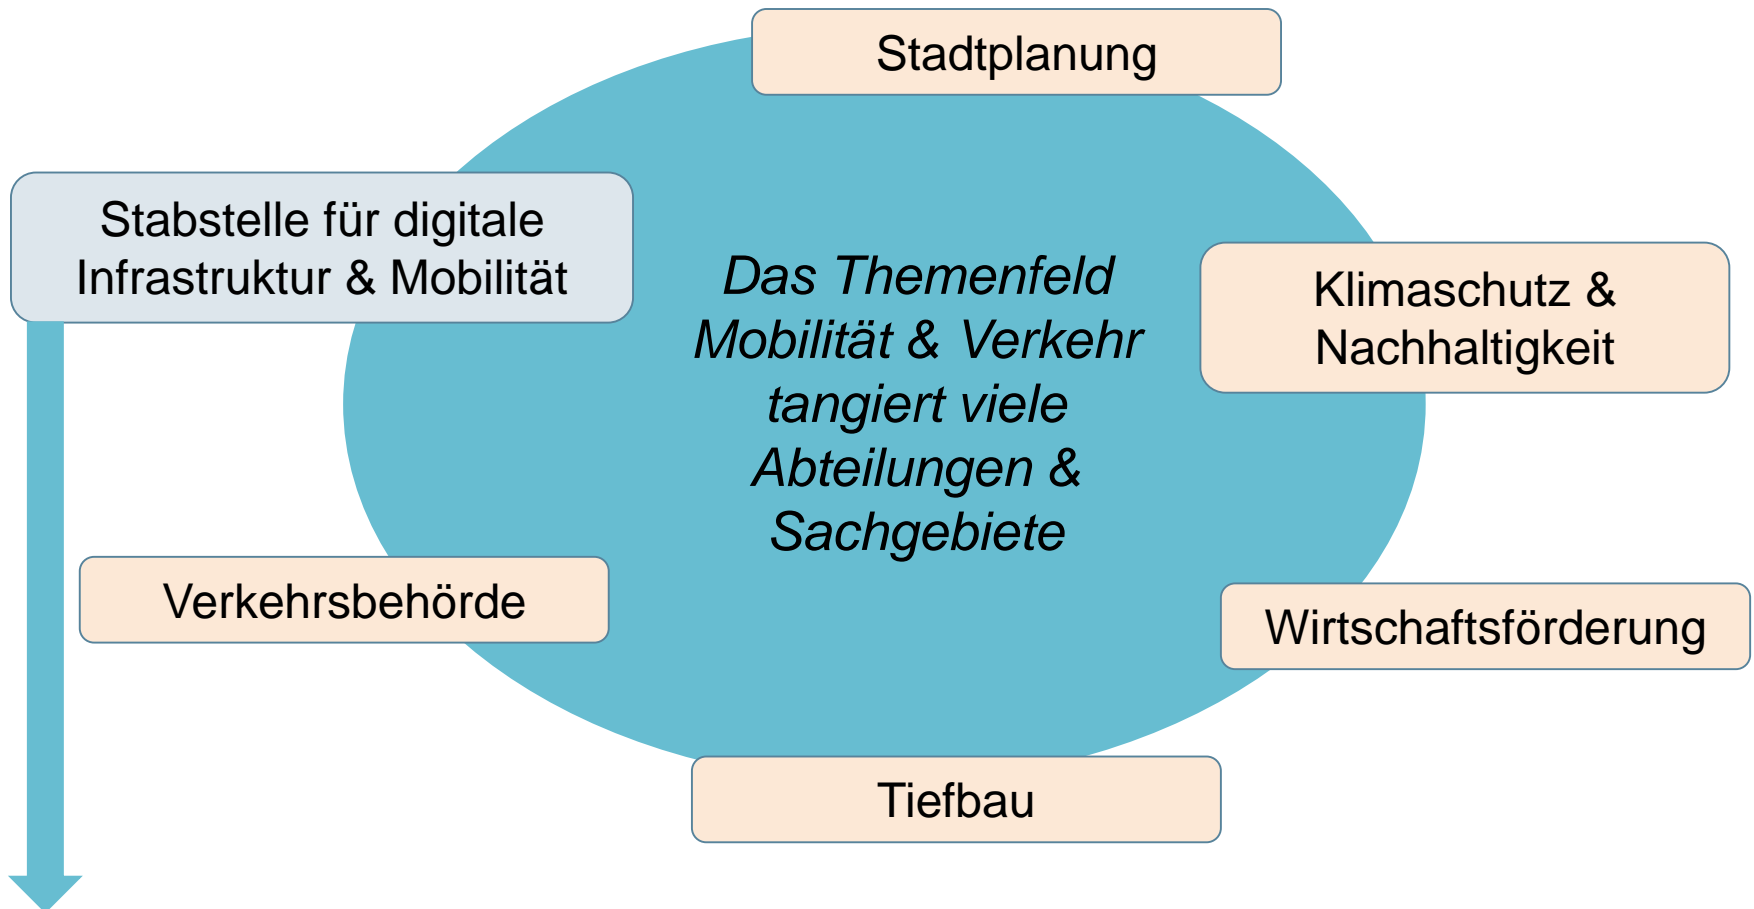 Stadtplanung
Stabstelle für digitale
Infrastruktur & Mobilität
Das Themenfeld
Mobilität & Verkehr
tangiert viele
Abteilungen &
Sachgebiete
Klimaschutz &
Nachhaltigkeit
Verkehrsbehörde
Wirtschaftsförderung
Tiefbau